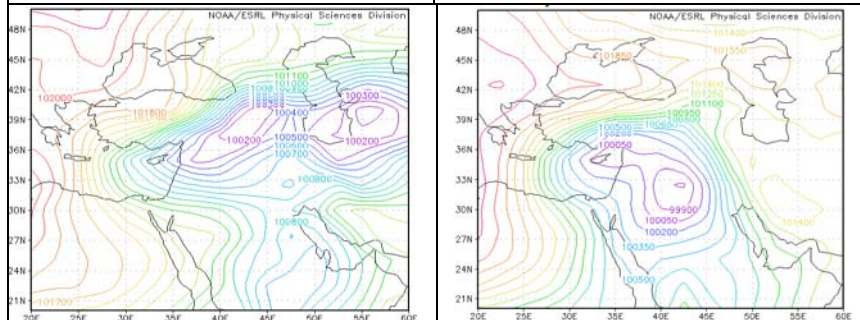 NOAA/ESRL Physical Sciences Division
48N
45N
42N
39N
36N
33N
30N
27N
24N
21N
20E 25E 30E 35E 40E 45E 50E 55E 60E
101100
102000
101800
100300
100400
100200
100200
100500
100700
100200
100800
101700
NOAA/ESRL Physical Sciences Division
48N
45N
42N
39N
36N
33N
30N
27N
24N
21N
20E 25E 30E 35E 40E 45E 50E 55E 60E
101850
101550
101100
100950
100500
100050
99900
100050
100200
100350
100500
101400